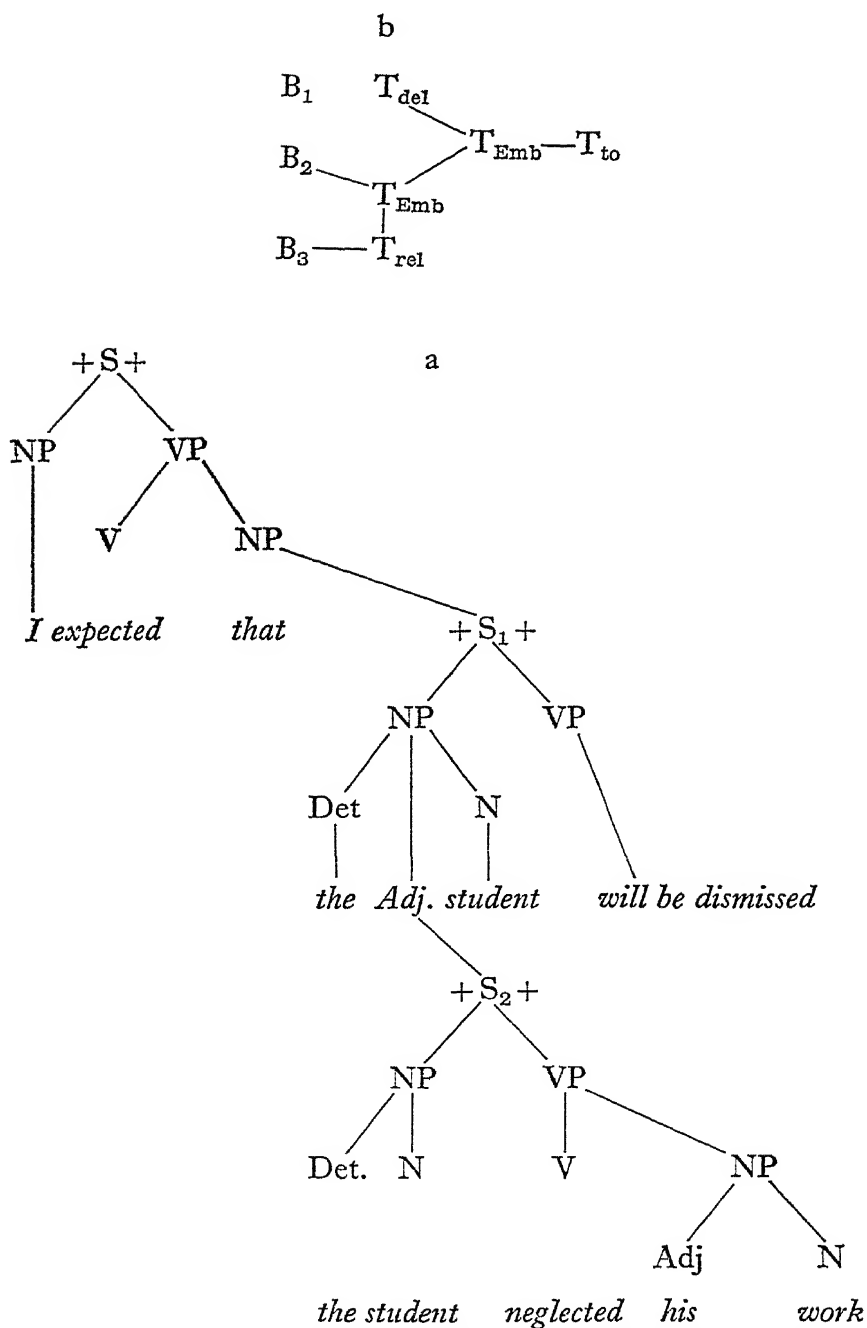 b
B₁ T_del
T_Emb T_to
B₂
T_Emb
B₃ T_rel
+S+ a
NP VP
V NP
I expected that +S₁+
NP VP
Det N
the Adj. student will be dismissed
+S₂+
NP VP
Det. N V NP
Adj N
the student neglected his work